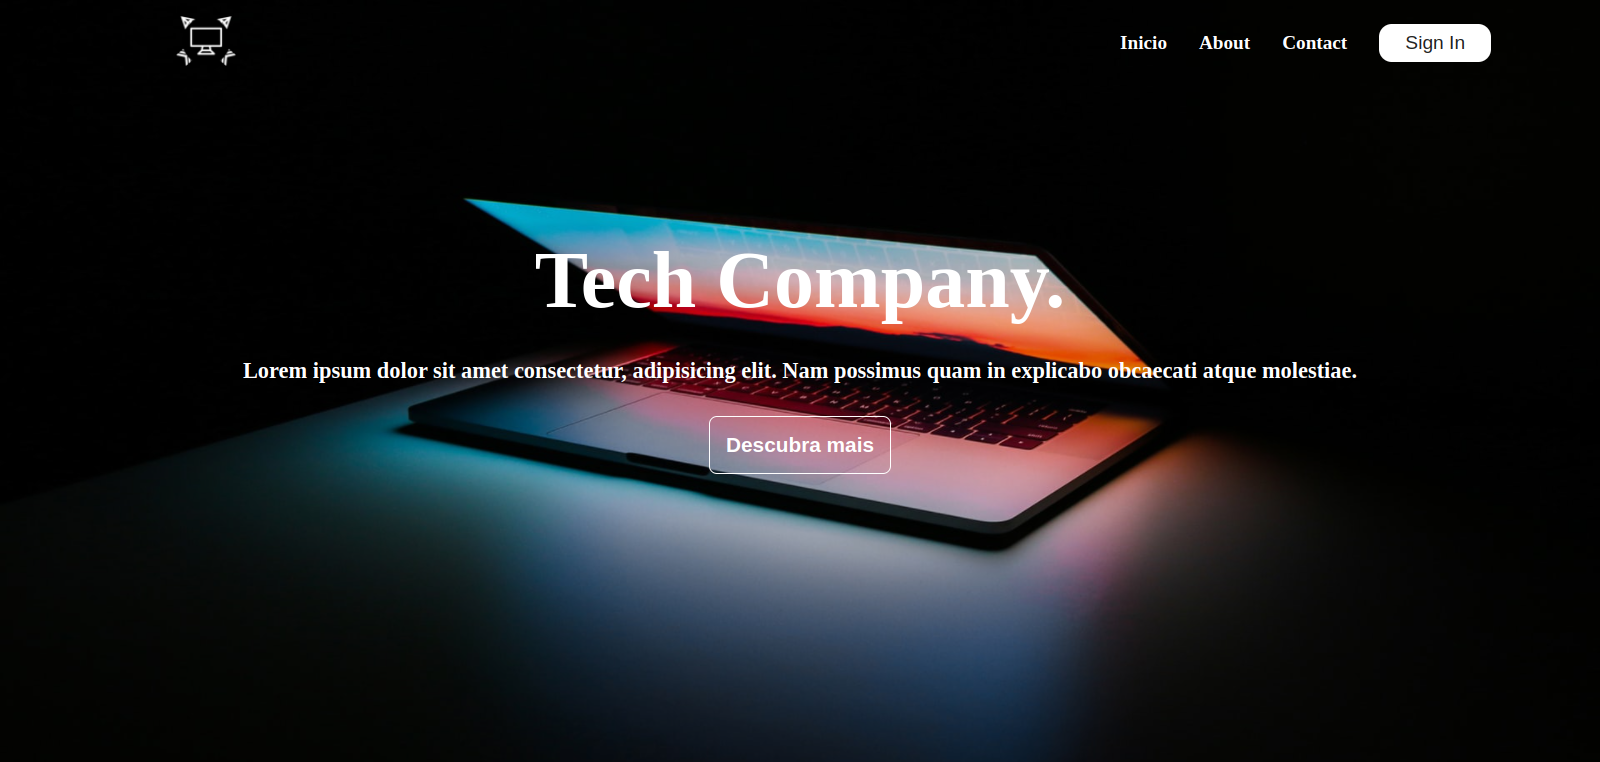 Inicio About Contact Sign In
Tech Company.
Lorem ipsum dolor sit amet consectetur, adipisicing elit. Nam possimus quam in explicabo obcaecati atque molestiae.
Descubra mais